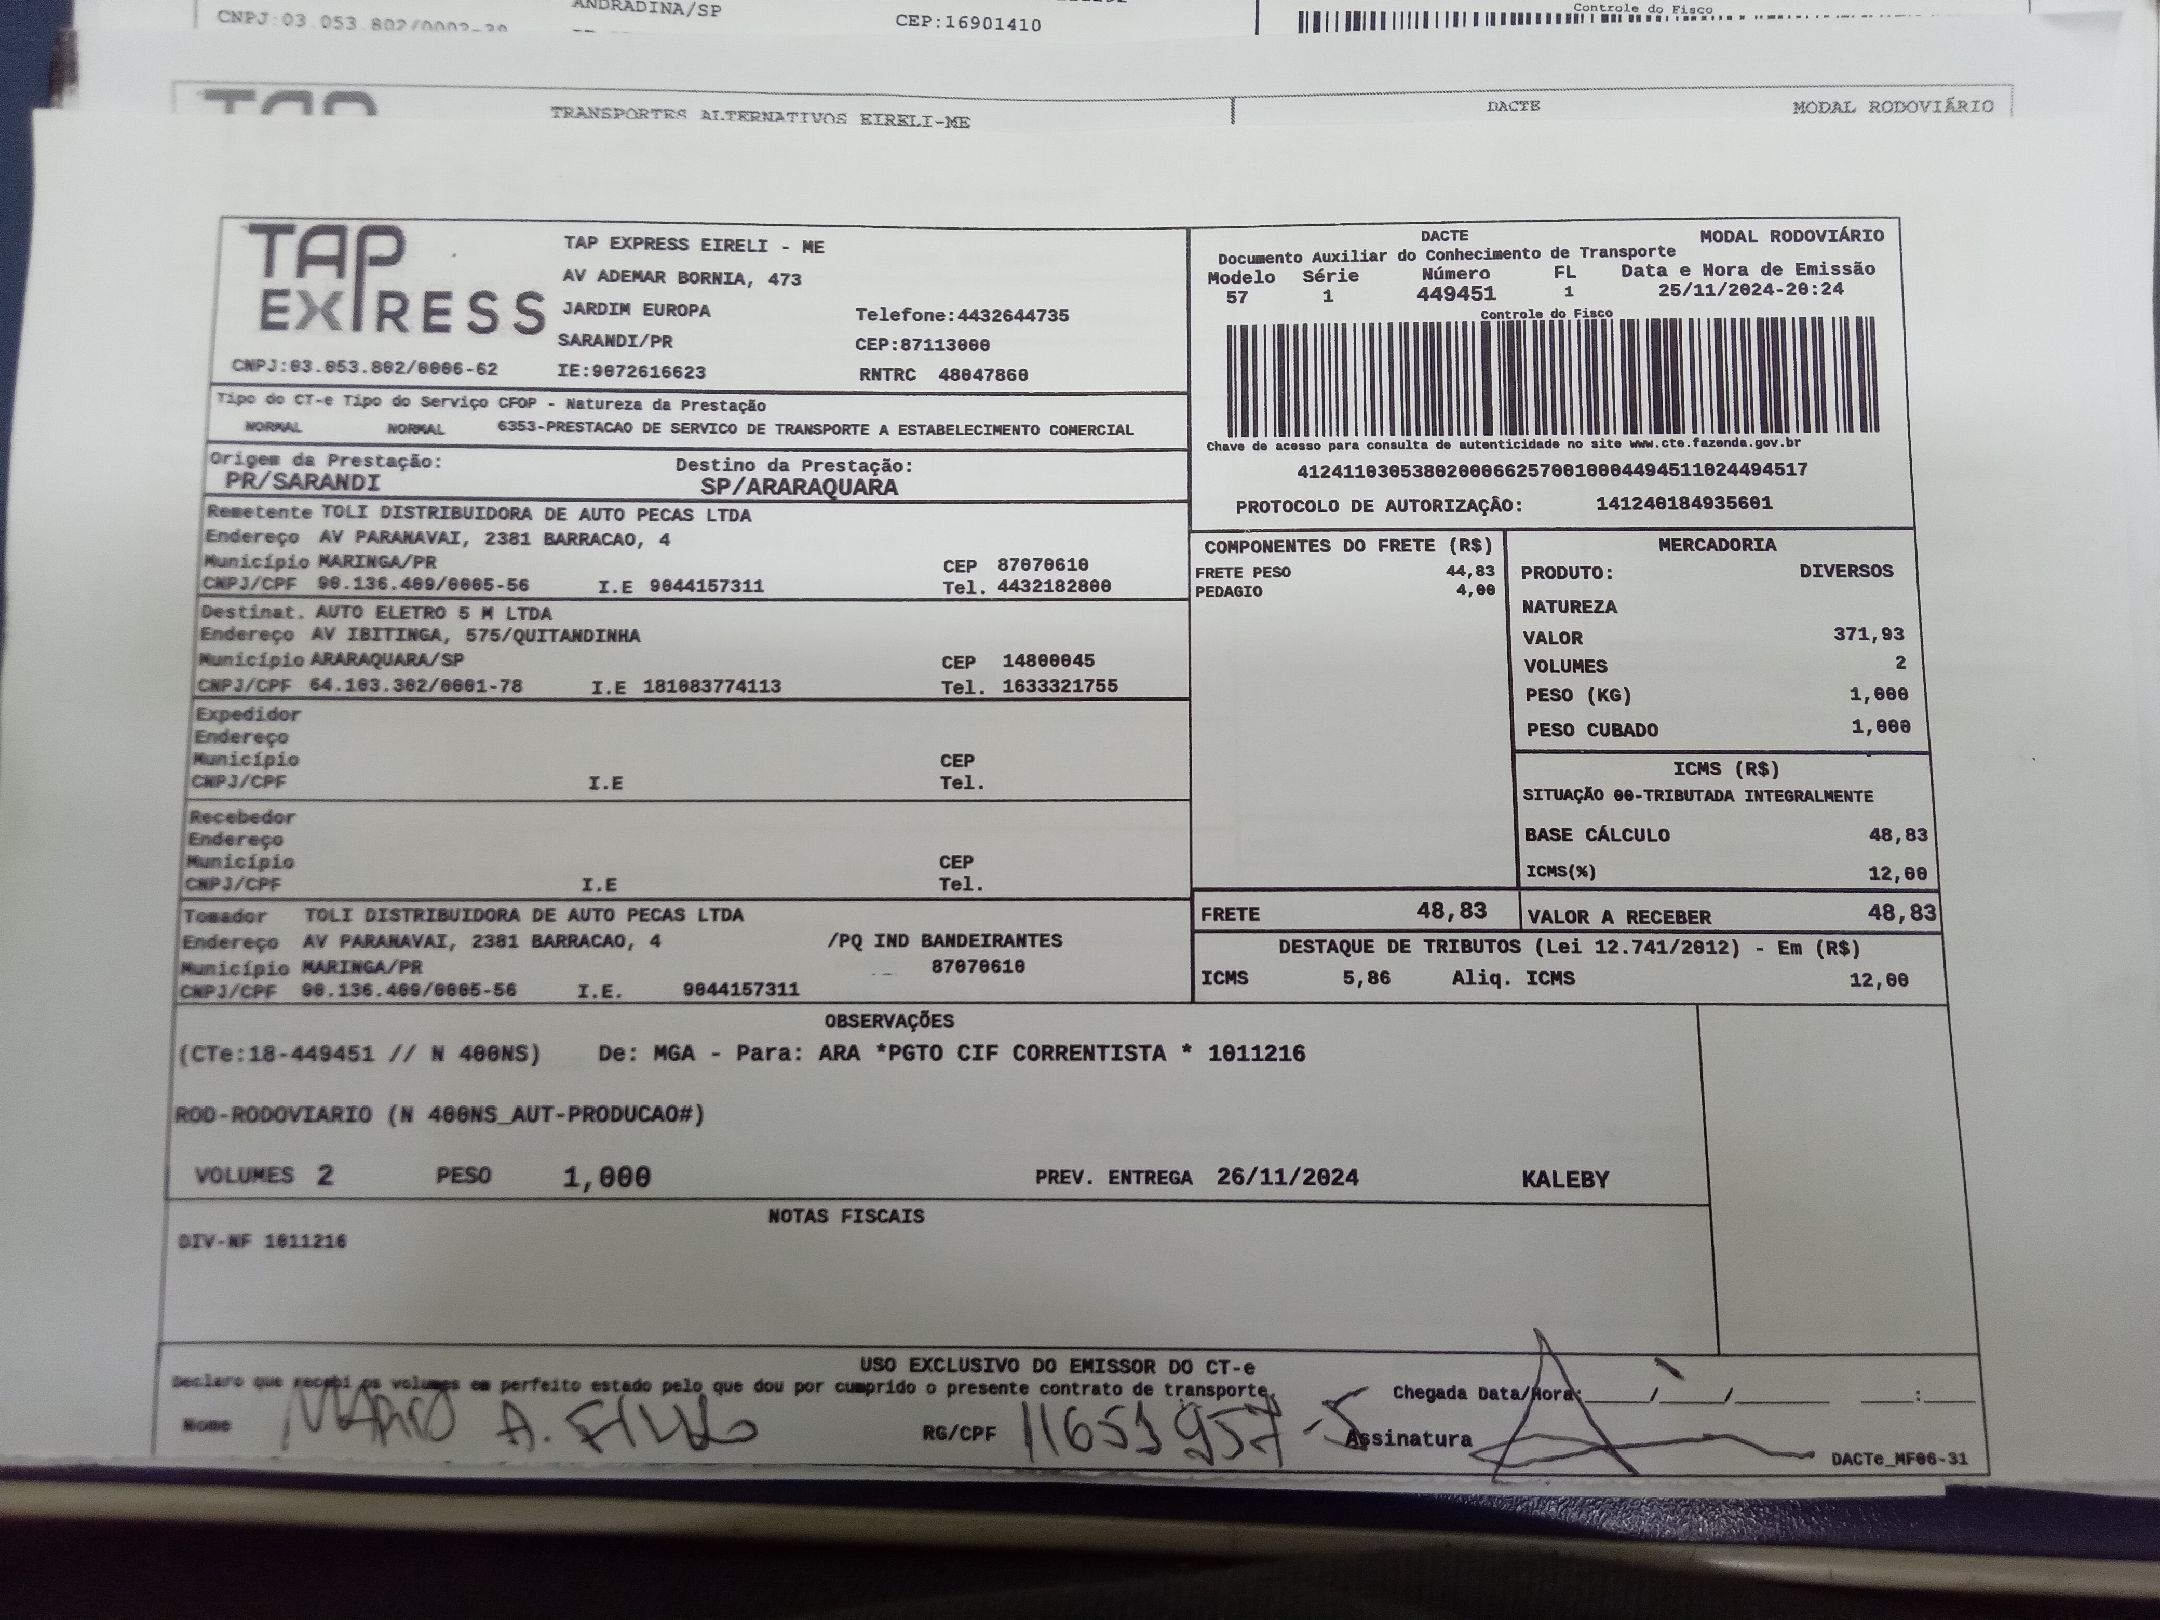 ANDRADINA/SP
CEP:16901410
Controle do Fisco
TRANSPORTES ALTERNATIVOS EIRELI-ME
DACTE
MODAL RODOVIÁRIO
TAP EXPRESS
TAP EXPRESS EIRELI - ME
AV ADEMAR BORNIA, 473
JARDIM EUROPA
Telefone:4432644735
SARANDI/PR
CEP:87113000
CNPJ:03.053.802/0006-62
IE:9072616623
RNTRC 48047860
DACTE
MODAL RODOVIÁRIO
Documento Auxiliar do Conhecimento de Transporte
Modelo Série Número FL Data e Hora de Emissão
57 1 449451 1 25/11/2024-20:24
Controle do Fisco
Chave de acesso para consulta de autenticidade no site www.cte.fazenda.gov.br
41241103053802000662570010004494511024494517
PROTOCOLO DE AUTORIZAÇÃO: 141240184935601
Tipo do CT-e Tipo do Serviço CFOP - Natureza da Prestação
NORMAL NORMAL 6353-PRESTACAO DE SERVICO DE TRANSPORTE A ESTABELECIMENTO COMERCIAL
Origem da Prestação: Destino da Prestação:
PR/SARANDI SP/ARARAQUARA
Remetente TOLI DISTRIBUIDORA DE AUTO PECAS LTDA
Endereço AV PARANAVAI, 2381 BARRACAO, 4
Município MARINGA/PR CEP 87070610
CNPJ/CPF 90.136.409/0005-56 I.E 9044157311 Tel. 4432182800
Destinat. AUTO ELETRO 5 M LTDA
Endereço AV IBITINGA, 575/QUITANDINHA
Município ARARAQUARA/SP CEP 14800045
CNPJ/CPF 64.103.302/0001-78 I.E 181083774113 Tel. 1633321755
Expedidor
Endereço
Município CEP
CNPJ/CPF I.E Tel.
Recebedor
Endereço
Município CEP
CNPJ/CPF I.E Tel.
Tomador TOLI DISTRIBUIDORA DE AUTO PECAS LTDA
Endereço AV PARANAVAI, 2381 BARRACAO, 4 /PQ IND BANDEIRANTES
Município MARINGA/PR 87070610
CNPJ/CPF 90.136.409/0005-56 I.E. 9044157311
COMPONENTES DO FRETE (R$)
FRETE PESO 44,83
PEDAGIO 4,00
MERCADORIA
PRODUTO: DIVERSOS
NATUREZA
VALOR 371,93
VOLUMES 2
PESO (KG) 1,000
PESO CUBADO 1,000
ICMS (R$)
SITUAÇÃO 00-TRIBUTADA INTEGRALMENTE
BASE CÁLCULO 48,83
ICMS(%) 12,00
FRETE 48,83
VALOR A RECEBER 48,83
DESTAQUE DE TRIBUTOS (Lei 12.741/2012) - Em (R$)
ICMS 5,86 Aliq. ICMS 12,00
OBSERVAÇÕES
(CTe:18-449451 // N 400NS) De: MGA - Para: ARA *PGTO CIF CORRENTISTA * 1011216
ROD-RODOVIARIO (N 400NS_AUT-PRODUCAO#)
VOLUMES 2 PESO 1,000 PREV. ENTREGA 26/11/2024 KALEBY
NOTAS FISCAIS
DIV-NF 1011216
USO EXCLUSIVO DO EMISSOR DO CT-e
Declaro que recebi os volumes em perfeito estado pelo que dou por cumprido o presente contrato de transporte.
Chegada Data/Hora: ____/____/____ __:__
Nome MARIO A.
RG/CPF 11653957-5
Assinatura
DACTe_MF06-31